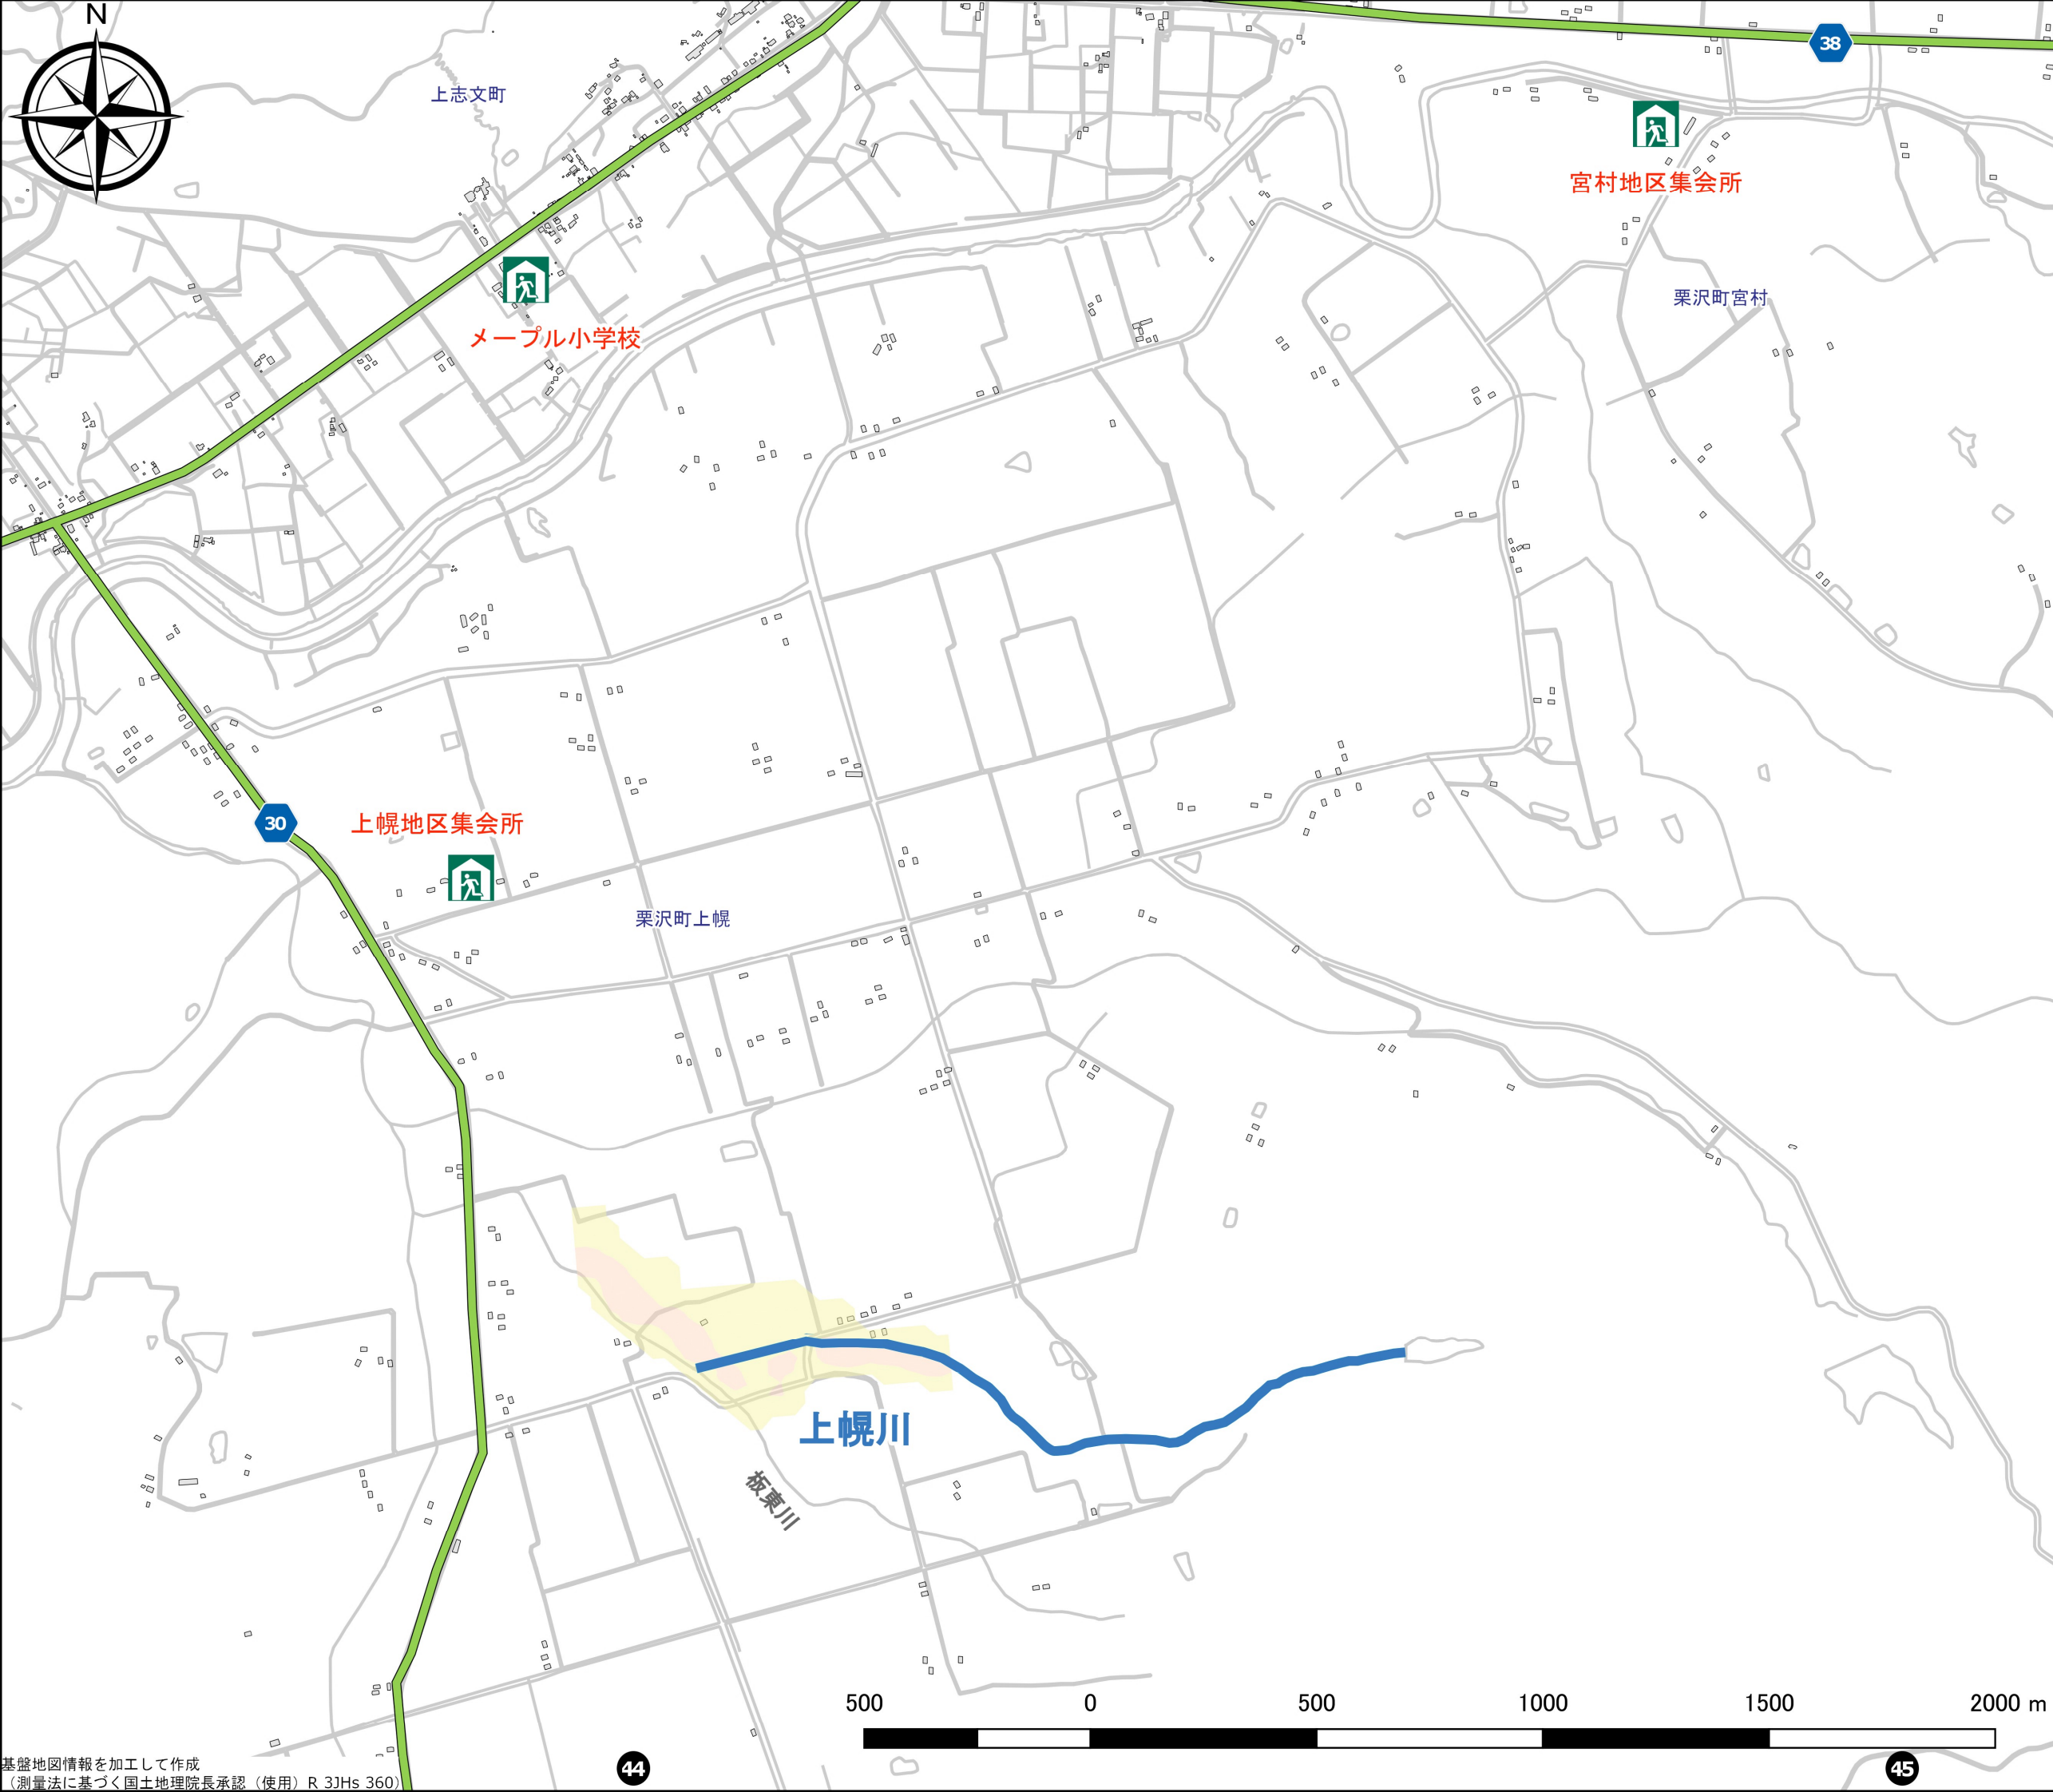 N
38
上志文町
宮村地区集会所
栗沢町宮村
メープル小学校
30
上幌地区集会所
栗沢町上幌
上幌川
板東川
500 0 500 1000 1500 2000 m
基盤地図情報を加工して作成
（測量法に基づく国土地理院長承認（使用）R 3JHs 360）
44
45